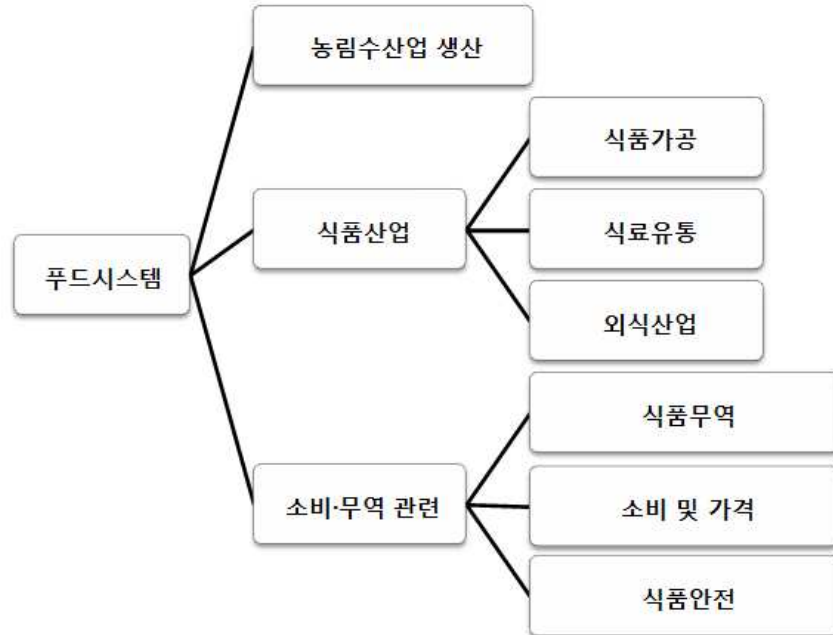 농림수산업 생산
식품가공
식품산업
식료유통
푸드시스템
외식산업
식품무역
소비·무역 관련
소비 및 가격
식품안전